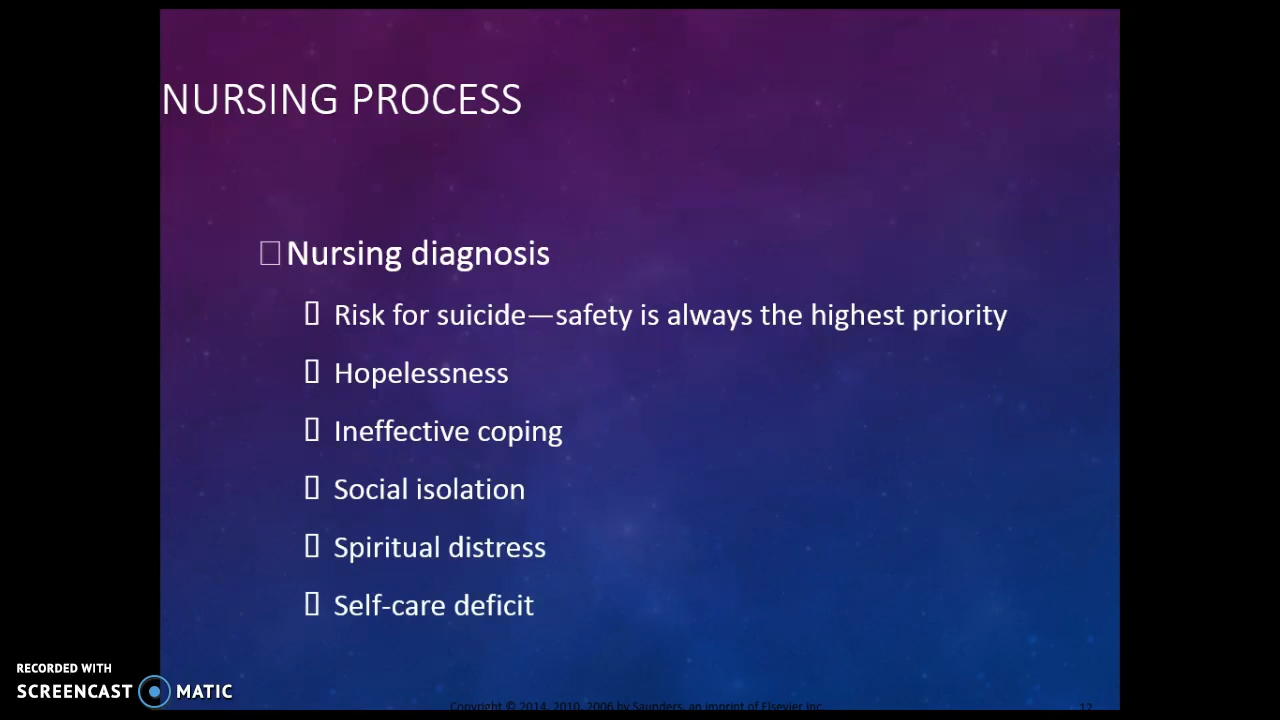 NURSING PROCESS
Nursing diagnosis
Risk for suicide—safety is always the highest priority
Hopelessness
Ineffective coping
Social isolation
Spiritual distress
Self-care deficit
RECORDED WITH
SCREENCAST MATIC
Copyright © 2014, 2010, 2006 by Saunders, an imprint of Elsevier Inc.
12